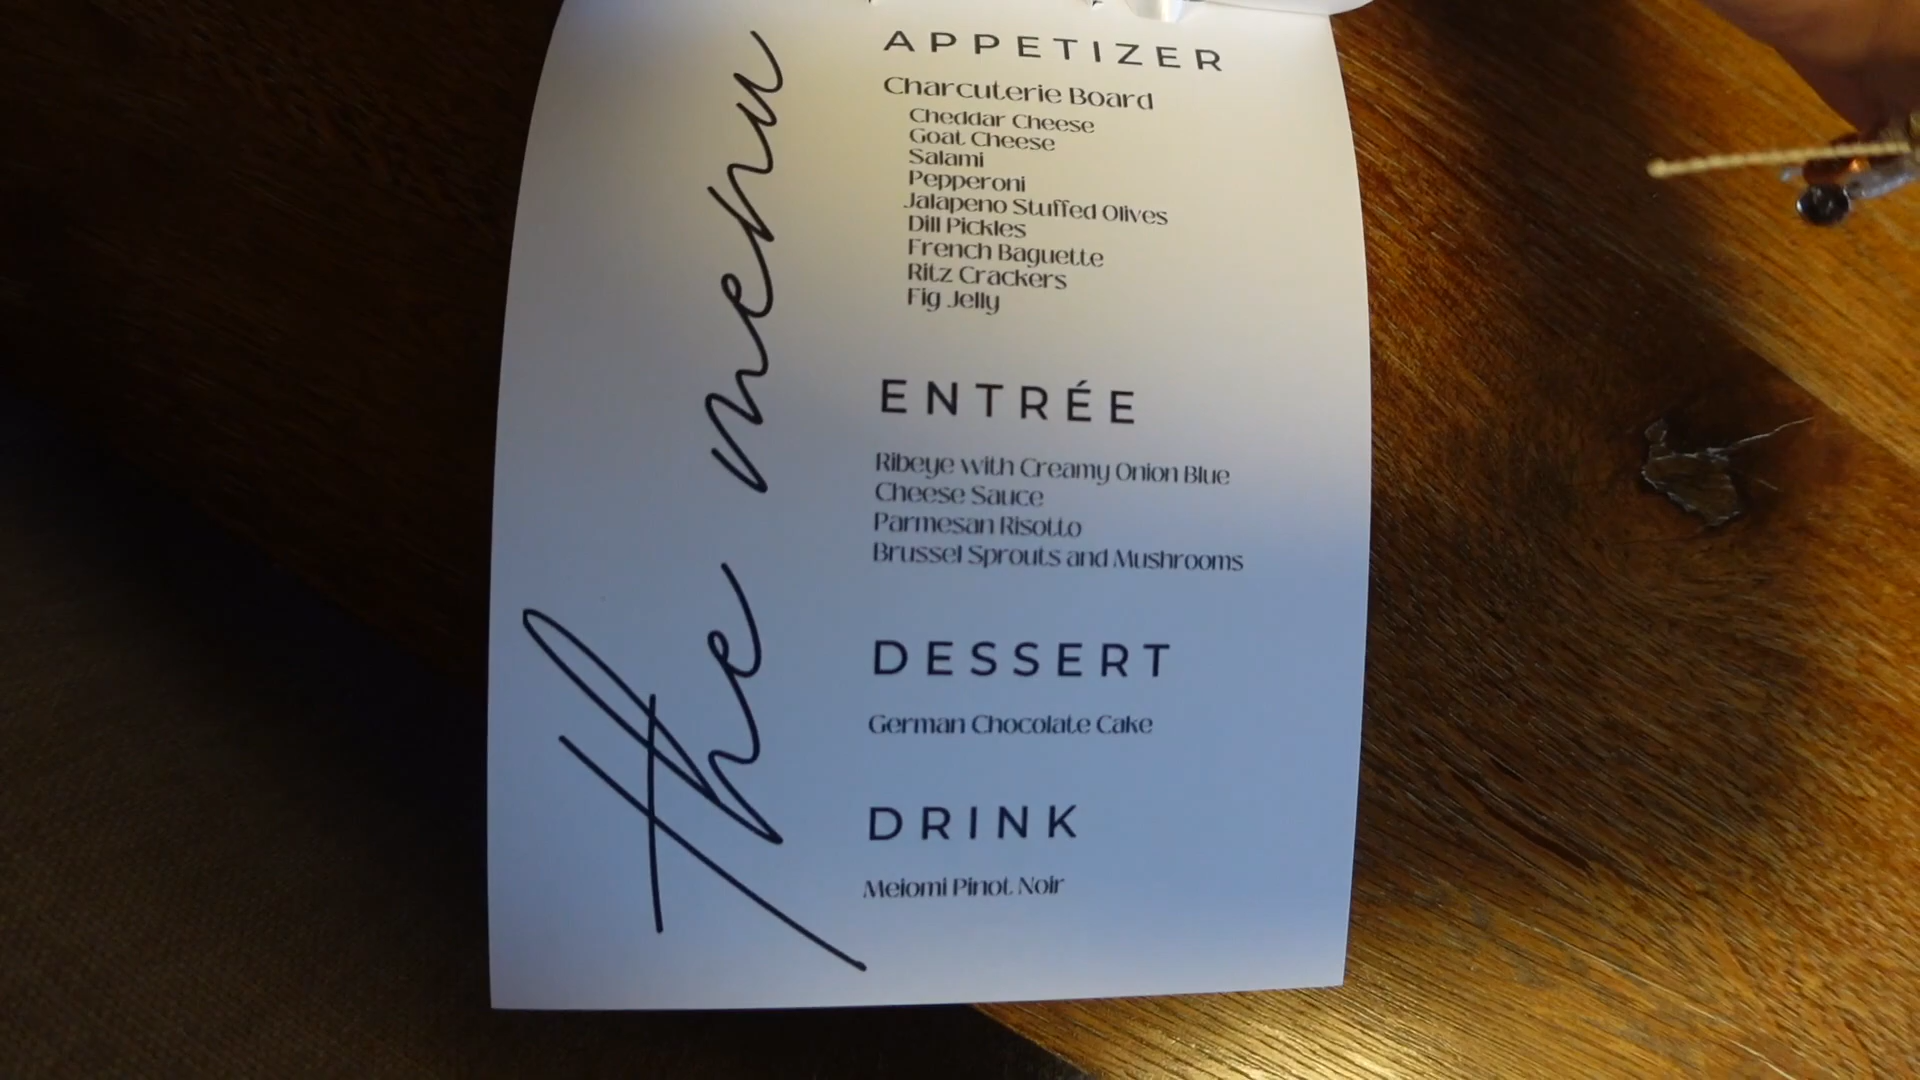 the menu
APPETIZER
Charcuterie Board
Cheddar Cheese
Goat Cheese
Salami
Pepperoni
Jalapeno Stuffed Olives
Dill Pickles
French Baguette
Ritz Crackers
Fig Jelly
ENTRÉE
Ribeye with Creamy Onion Blue
Cheese Sauce
Parmesan Risotto
Brussel Sprouts and Mushrooms
DESSERT
German Chocolate Cake
DRINK
Meiomi Pinot Noir